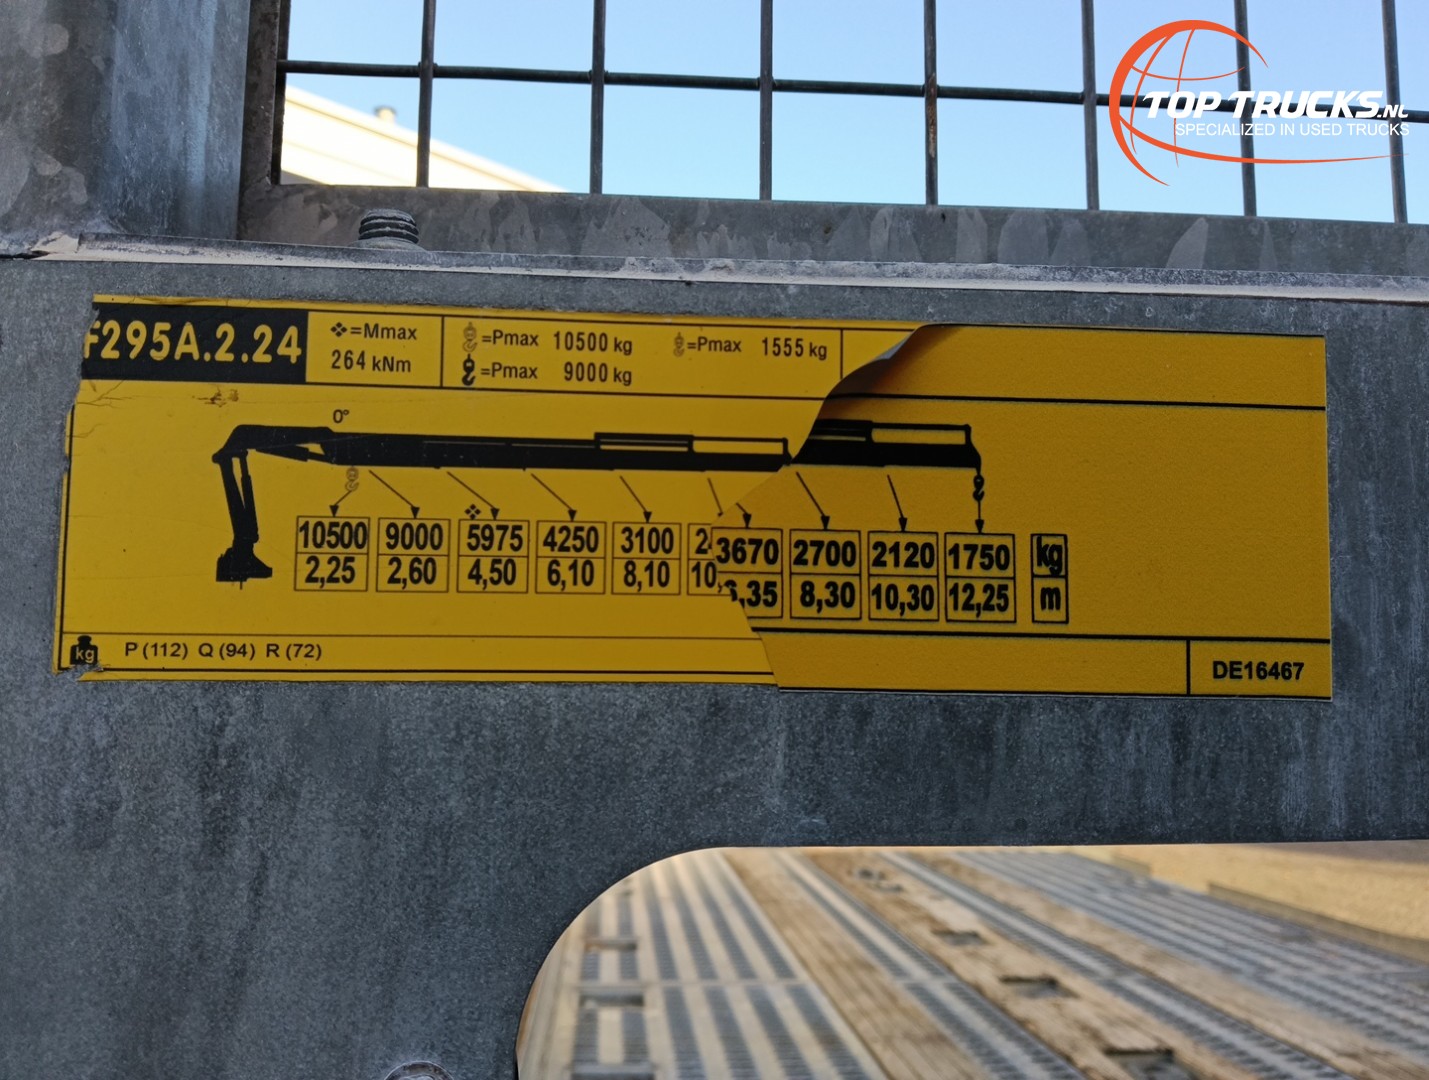 TOP TRUCKS.NL
SPECIALIZED IN USED TRUCKS
F295A.2.24
❖=Mmax
264 kNm
=Pmax 10500 kg
=Pmax 9000 kg
=Pmax 1555 kg
0°
10500 9000 5975 4250 3100 3670 2700 2120 1750 kg
2,25 2,60 4,50 6,10 8,10 ,35 8,30 10,30 12,25 m
kg P (112) Q (94) R (72)
DE16467